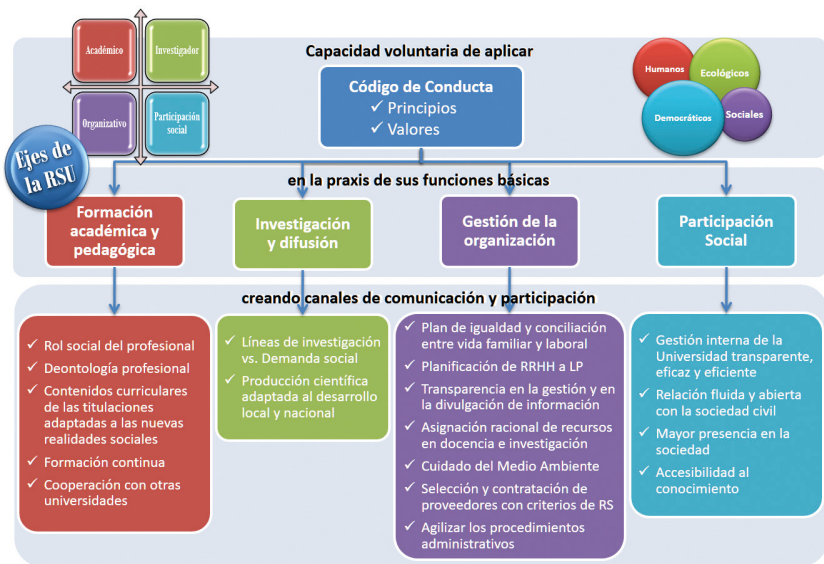 Académico
Investigador
Organizativo
Participación
social
Ejes de
la RSU
Capacidad voluntaria de aplicar
Código de Conducta
✓ Principios
✓ Valores
Humanos
Ecológicos
Democráticos
Sociales
en la praxis de sus funciones básicas
Formación
académica y
pedagógica
Investigación
y difusión
Gestión de la
organización
Participación
Social
creando canales de comunicación y participación
✓ Rol social del profesional
✓ Deontología profesional
✓ Contenidos curriculares
de las titulaciones
adaptadas a las nuevas
realidades sociales
✓ Formación continua
✓ Cooperación con otras
universidades
✓ Líneas de investigación
vs. Demanda social
✓ Producción científica
adaptada al desarrollo
local y nacional
✓ Plan de igualdad y conciliación
entre vida familiar y laboral
✓ Planificación de RRHH a LP
✓ Transparencia en la gestión y en
la divulgación de información
✓ Asignación racional de recursos
en docencia e investigación
✓ Cuidado del Medio Ambiente
✓ Selección y contratación de
proveedores con criterios de RS
✓ Agilizar los procedimientos
administrativos
✓ Gestión interna de la
Universidad transparente,
eficaz y eficiente
✓ Relación fluida y abierta
con la sociedad civil
✓ Mayor presencia en la
sociedad
✓ Accesibilidad al
conocimiento